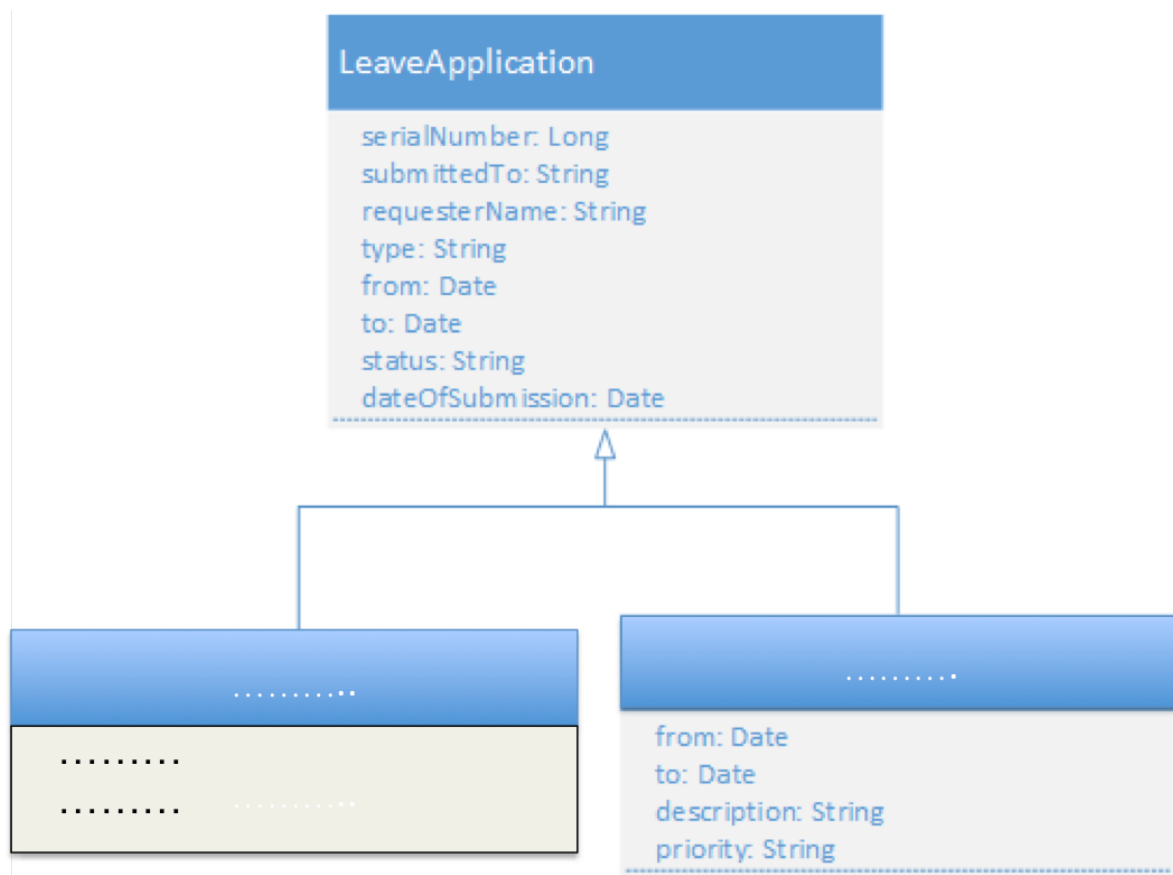 LeaveApplication
serialNumber: Long
submittedTo: String
requesterName: String
type: String
from: Date
to: Date
status: String
dateOfSubmission: Date
...........
.........
......... ...........
..........
from: Date
to: Date
description: String
priority: String